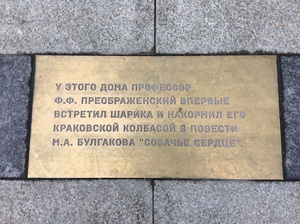 У ЭТОГО ДОМА ПРОФЕССОР
Ф.Ф. ПРЕОБРАЖЕНСКИЙ ВПЕРВЫЕ
ВСТРЕТИЛ ШАРИКА И НАКОРМИЛ ЕГО
КРАКОВСКОЙ КОЛБАСОЙ В ПОВЕСТИ
М.А. БУЛГАКОВА "СОБАЧЬЕ СЕРДЦЕ"